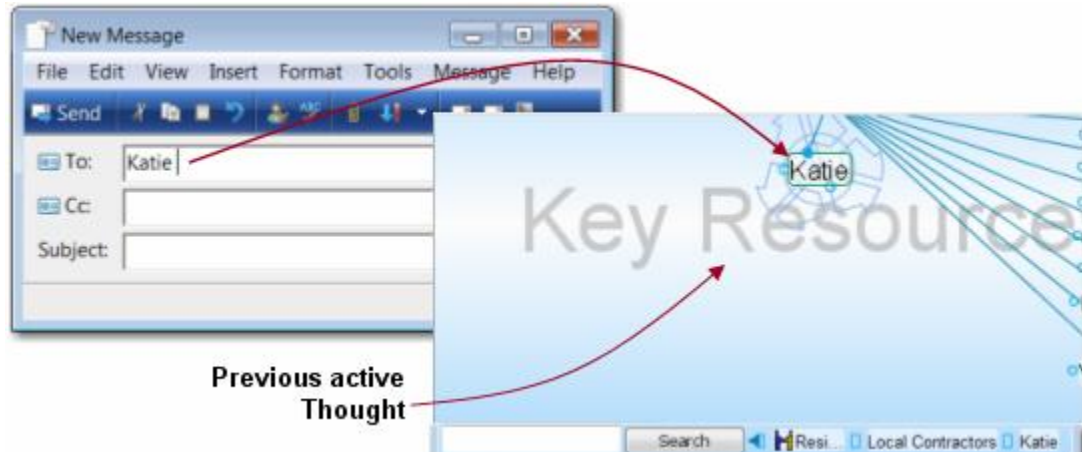 New Message
File Edit View Insert Format Tools Message Help
Send
To: Katie
Cc:
Subject:
Katie
Key Resource
Previous active
Thought
Search Resi... Local Contractors Katie